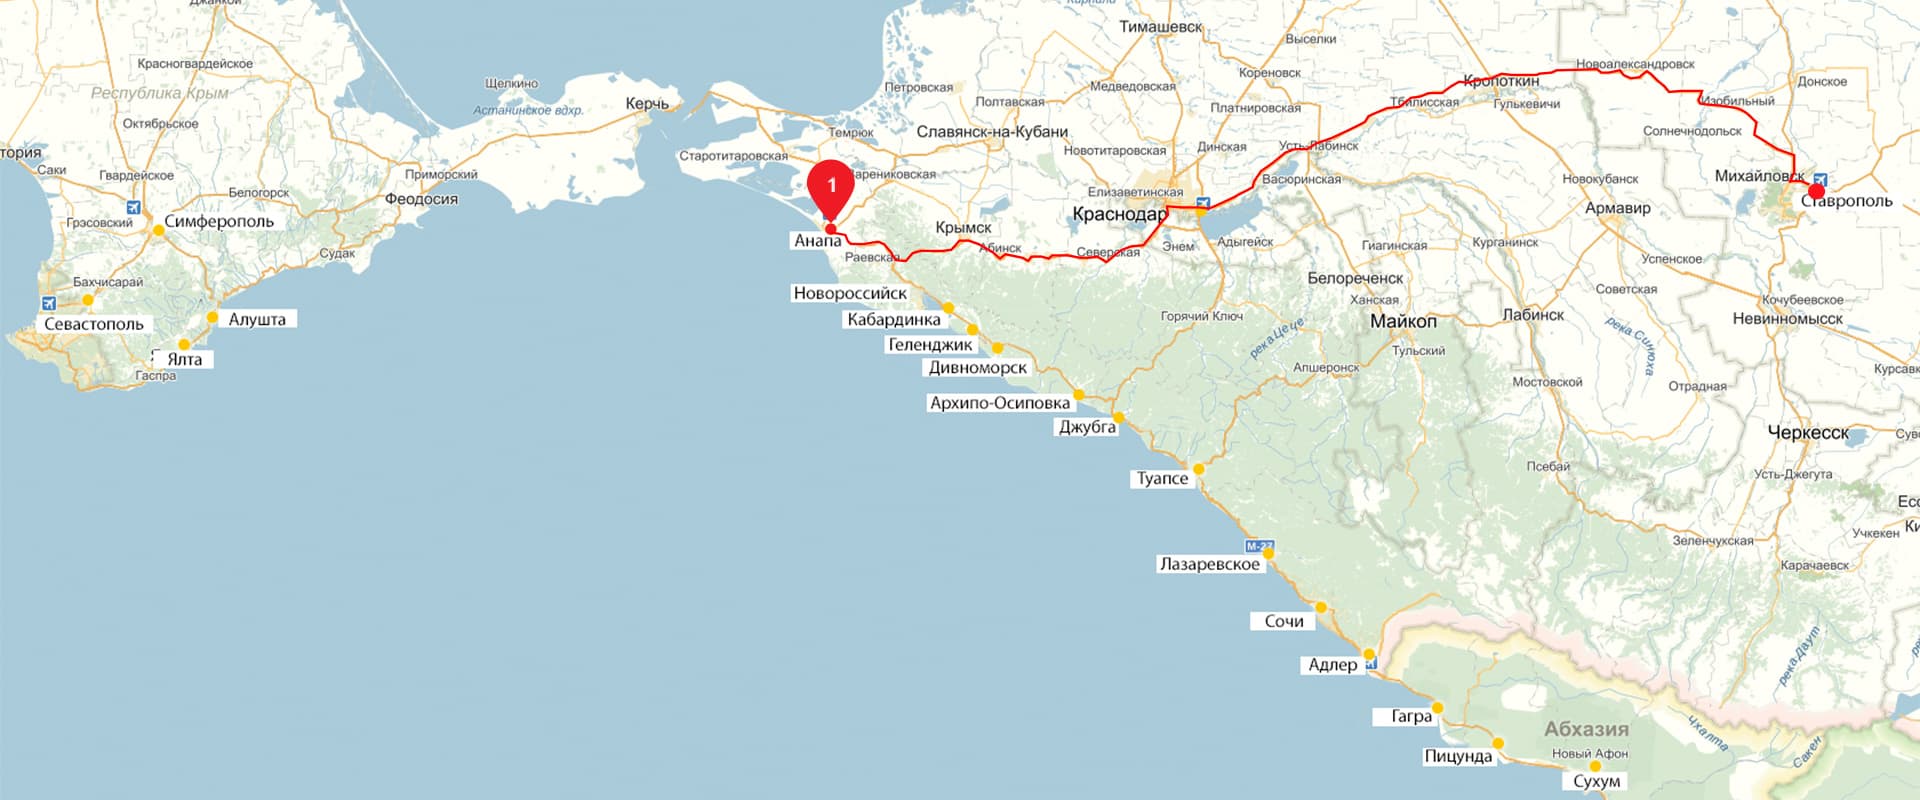 Джанкой
Кирпили
Тимашевск
Выселки
Красногвардейское
Новоалександровск
Щелкино
Кореновск
Кропоткин
Донское
Республика Крым
Петровская
Медведовская
Керчь
Полтавская
Тбилисская
Гулькевичи
Изобильный
Астанинское вдхр.
Платнировская
Октябрьское
Темрюк
Славянск-на-Кубани
Солнечнодольск
тория
Старотитаровская
Новотитаровская
Динская
Усть-Лабинск
Саки
Гвардейское
Приморский
1
Варениковская
Васюринская
Новокубанск
Михайловск
Белогорск
Феодосия
Елизаветинская
Ставрополь
Грэсовский
Симферополь
Краснодар
Армавир
Анапа
Крымск
Абинск
Энем
Адыгейск
Гиагинская
Курганинск
Судак
Раевская
Северская
Успенское
Бахчисарай
Новороссийск
Белореченск
Советская
Ханская
Кочубеевское
Севастополь
Алушта
Кабардинка
Горячий Ключ
Майкоп
Лабинск
Невинномысск
река Цеце
река Синюха
Геленджик
Тульский
Ялта
Гаспра
Дивноморск
Апшеронск
Мостовской
Отрадная
Курсавка
Архипо-Осиповка
Джубга
Черкесск
Псебай
Усть-Джегута
Туапсе
Учкекен
Зеленчукская
М-27
Лазаревское
Карачаевск
Сочи
река Даут
Адлер
Гагра
Абхазия
Чхалта
Сакен
Пицунда
Новый Афон
Сухум